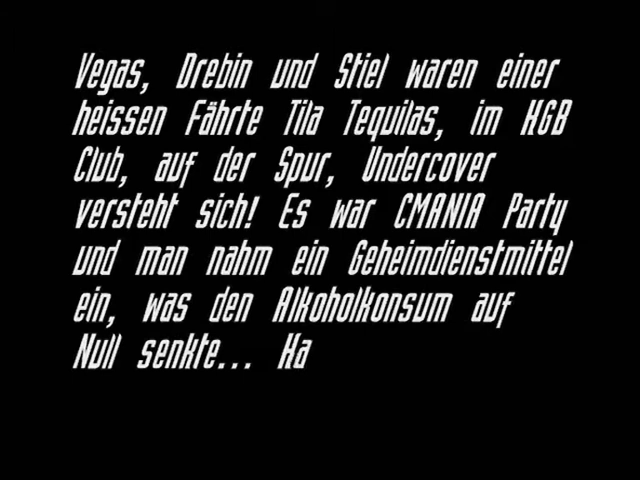 Vegas, Drebin und Stiel waren einer
heissen Fährte Tila Tequilas, im KGB
Club, auf der Spur, Undercover
versteht sich! Es war CMANIA Party
und man nahm ein Geheimdienstmittel
ein, was den Alkoholkonsum auf
Null senkte... Ha